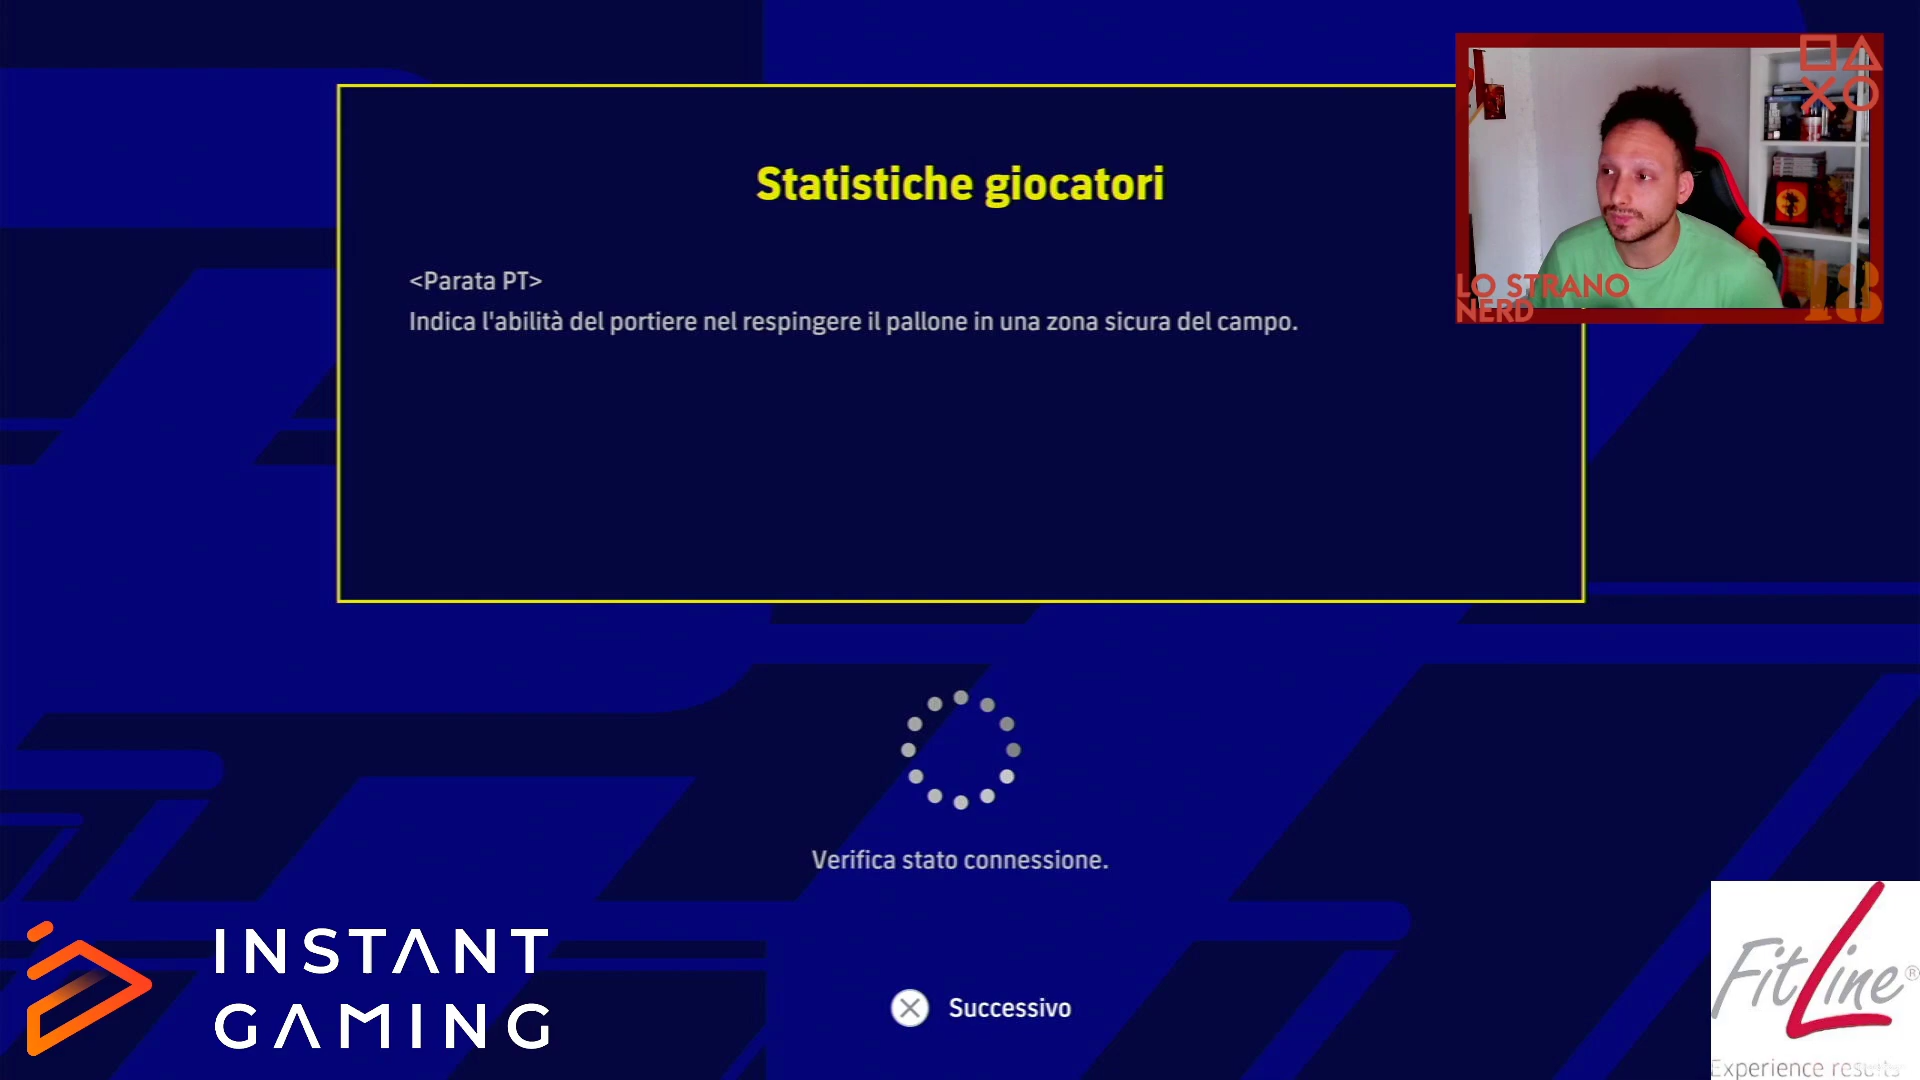 Statistiche giocatori
<Parata PT>
Indica l'abilità del portiere nel respingere il pallone in una zona sicura del campo.
LO STRANO
NERD
18
Verifica stato connessione.
Successivo
INSTANT
GAMING
FitLine®
Experience results